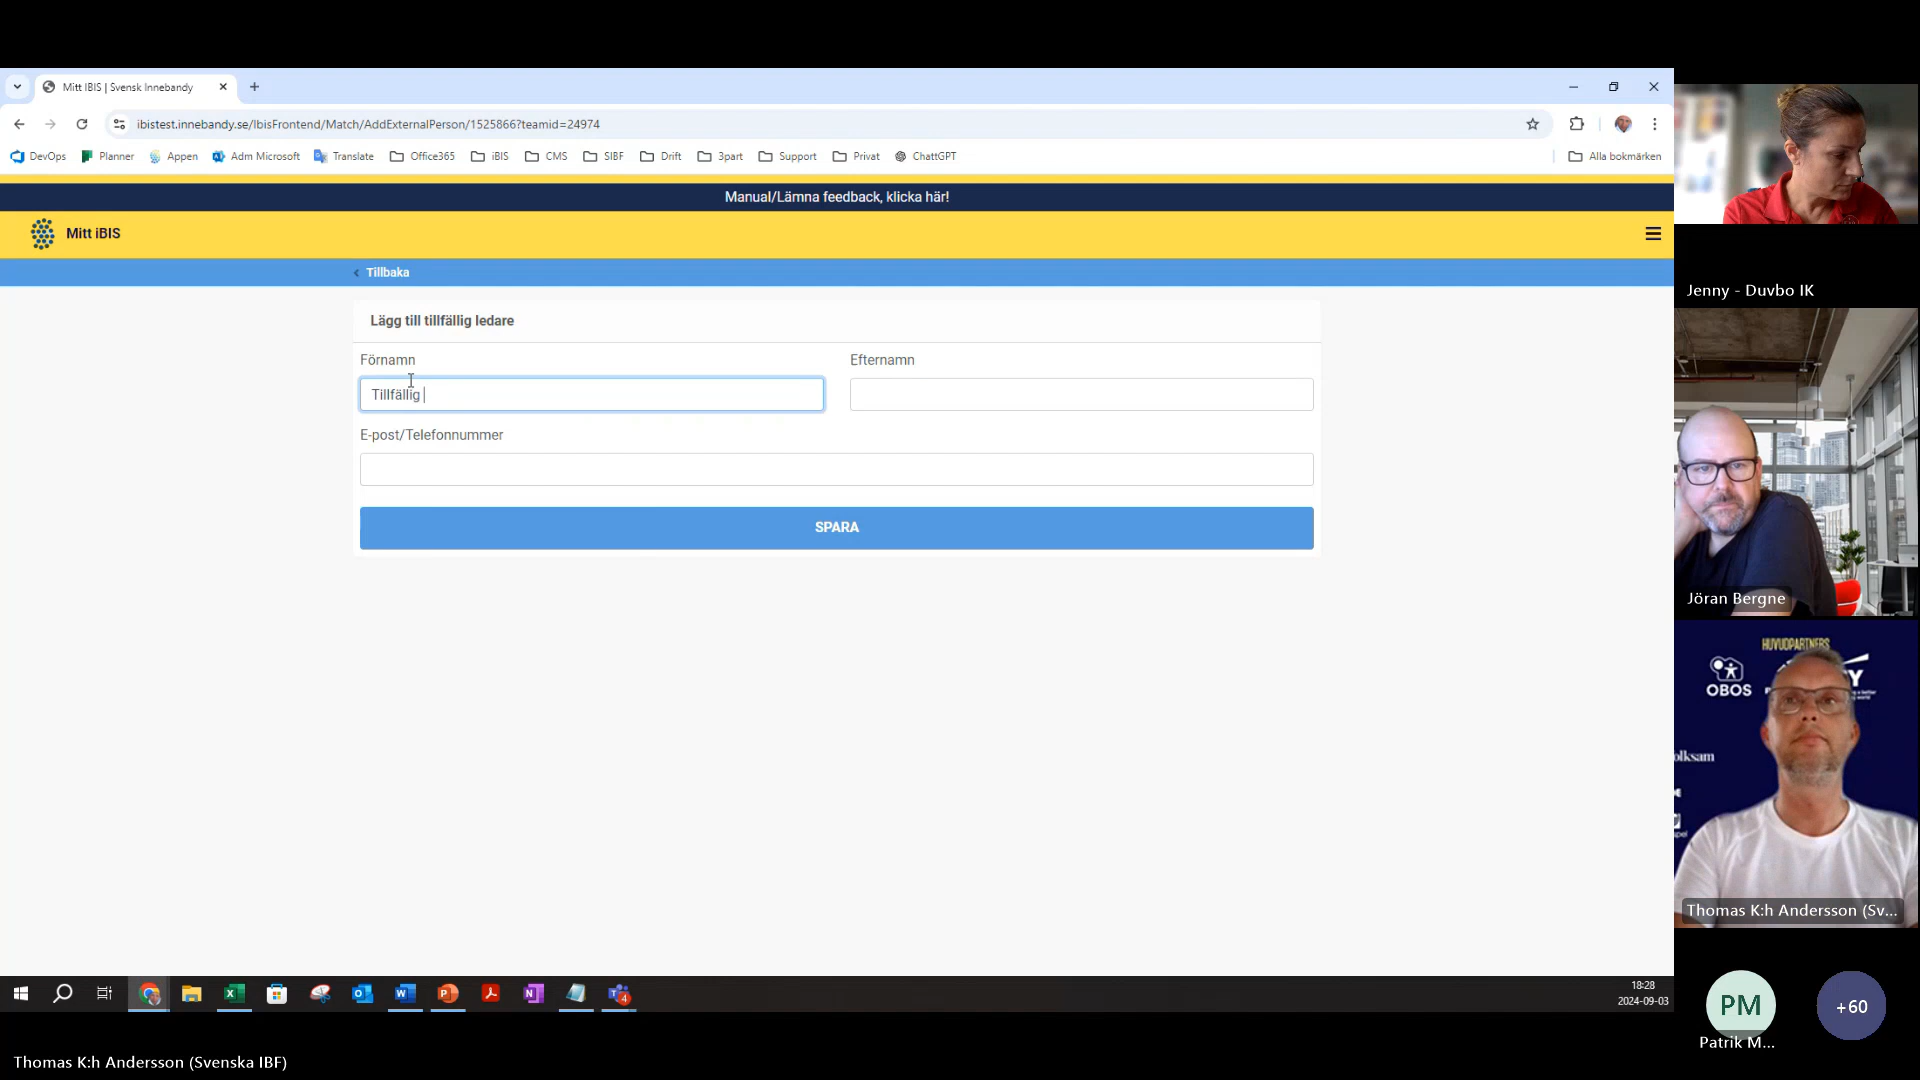 Mitt IBIS | Svensk Innebandy
ibistest.innebandy.se/IbisFrontend/Match/AddExternalPerson/1525866?teamid=24974
DevOps Planner Appen Adm Microsoft Translate Office365 iBIS CMS SIBF Drift 3part Support Privat ChatGPT Alla bokmärken
Manual/Lämna feedback, klicka här!
Mitt iBIS
Tillbaka
Lägg till tillfällig ledare
Förnamn Efternamn
Tillfällig
E-post/Telefonnummer
SPARA
18:28
2024-09-03
Thomas K:h Andersson (Svenska IBF)
Jenny - Duvbo IK
Jöran Bergne
HUVUDPARTNERS
OBOS
Thomas K:h Andersson (Sv...
PM
Patrik M...
+60